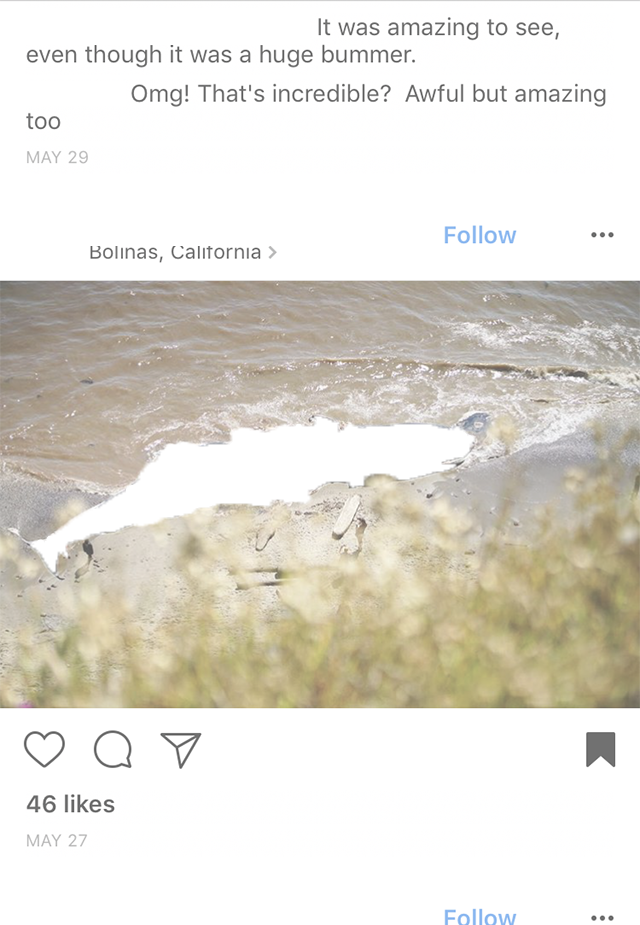 It was amazing to see,
even though it was a huge bummer.
Omg! That's incredible? Awful but amazing
too
MAY 29
Follow
Bolinas, California
46 likes
MAY 27
Follow